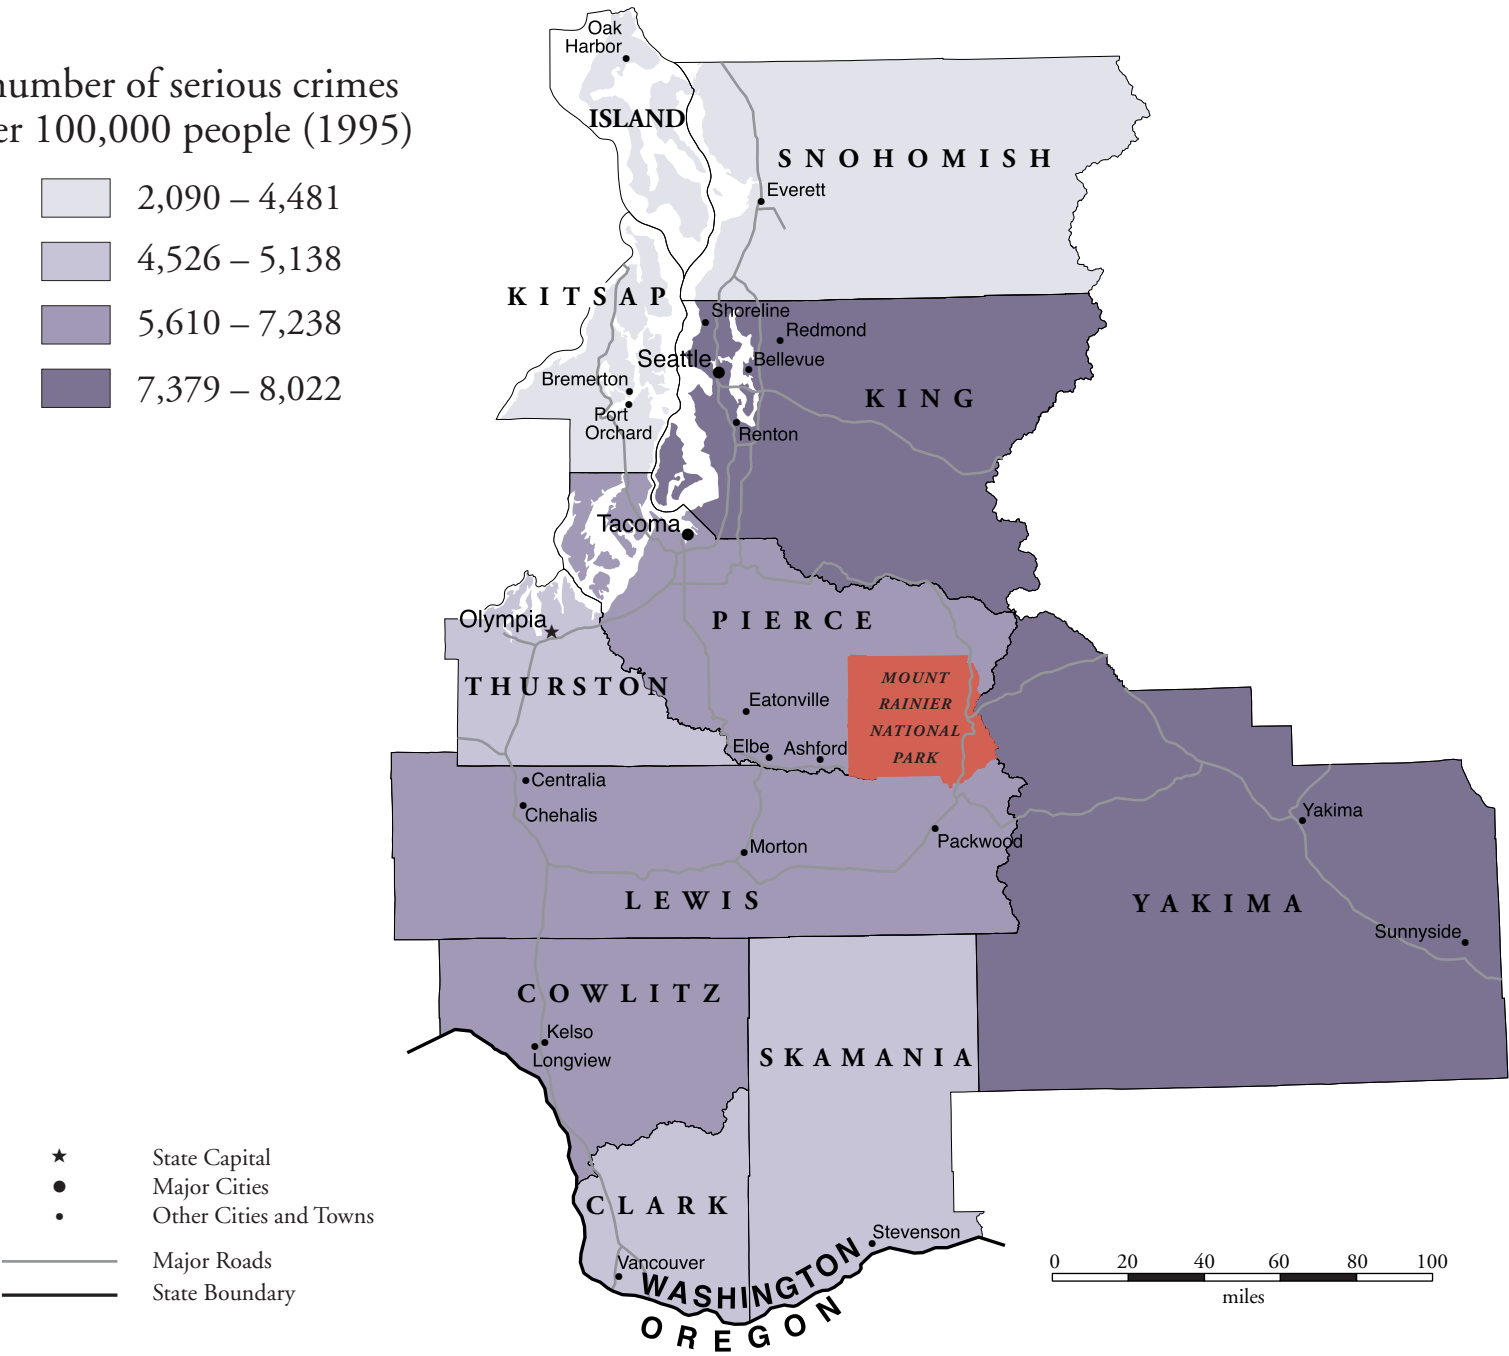 number of serious crimes
er 100,000 people (1995)
2,090 – 4,481
4,526 – 5,138
5,610 – 7,238
7,379 – 8,022
Oak
Harbor
ISLAND
SNOHOMISH
Everett
KITSAP
Shoreline
Redmond
Seattle
Bellevue
Bremerton
KING
Port
Orchard
Renton
Tacoma
Olympia
PIERCE
THURSTON
MOUNT
RAINIER
NATIONAL
PARK
Eatonville
Elbe
Ashford
Centralia
Chehalis
Morton
Packwood
Yakima
LEWIS
YAKIMA
Sunnyside
COWLITZ
Kelso
Longview
SKAMANIA
CLARK
Stevenson
Vancouver
WASHINGTON
OREGON
State Capital
Major Cities
Other Cities and Towns
Major Roads
State Boundary
0 20 40 60 80 100
miles